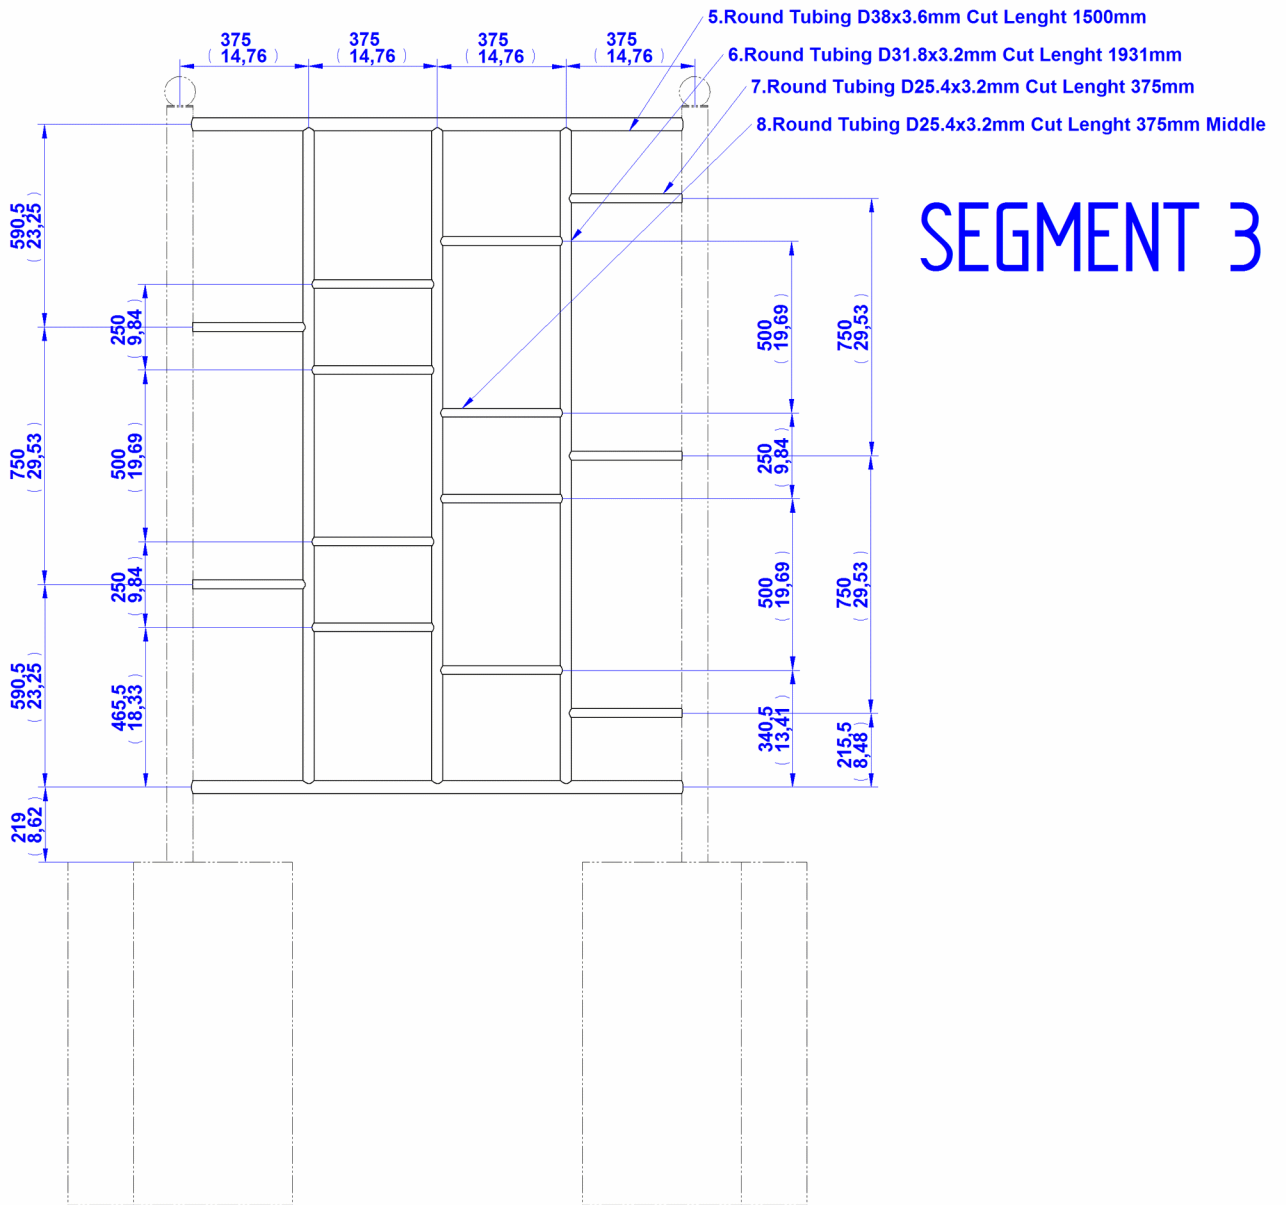 5.Round Tubing D38x3.6mm Cut Lenght 1500mm
6.Round Tubing D31.8x3.2mm Cut Lenght 1931mm
7.Round Tubing D25.4x3.2mm Cut Lenght 375mm
8.Round Tubing D25.4x3.2mm Cut Lenght 375mm Middle
375
( 14,76 )
375
( 14,76 )
375
( 14,76 )
375
( 14,76 )
SEGMENT 3
590,5
( 23,25 )
750
( 29,53 )
590,5
( 23,25 )
219
( 8,62 )
250
( 9,84 )
500
( 19,69 )
250
( 9,84 )
465,5
( 18,33 )
500
( 19,69 )
250
( 9,84 )
500
( 19,69 )
340,5
( 13,41 )
750
( 29,53 )
750
( 29,53 )
215,5
( 8,48 )